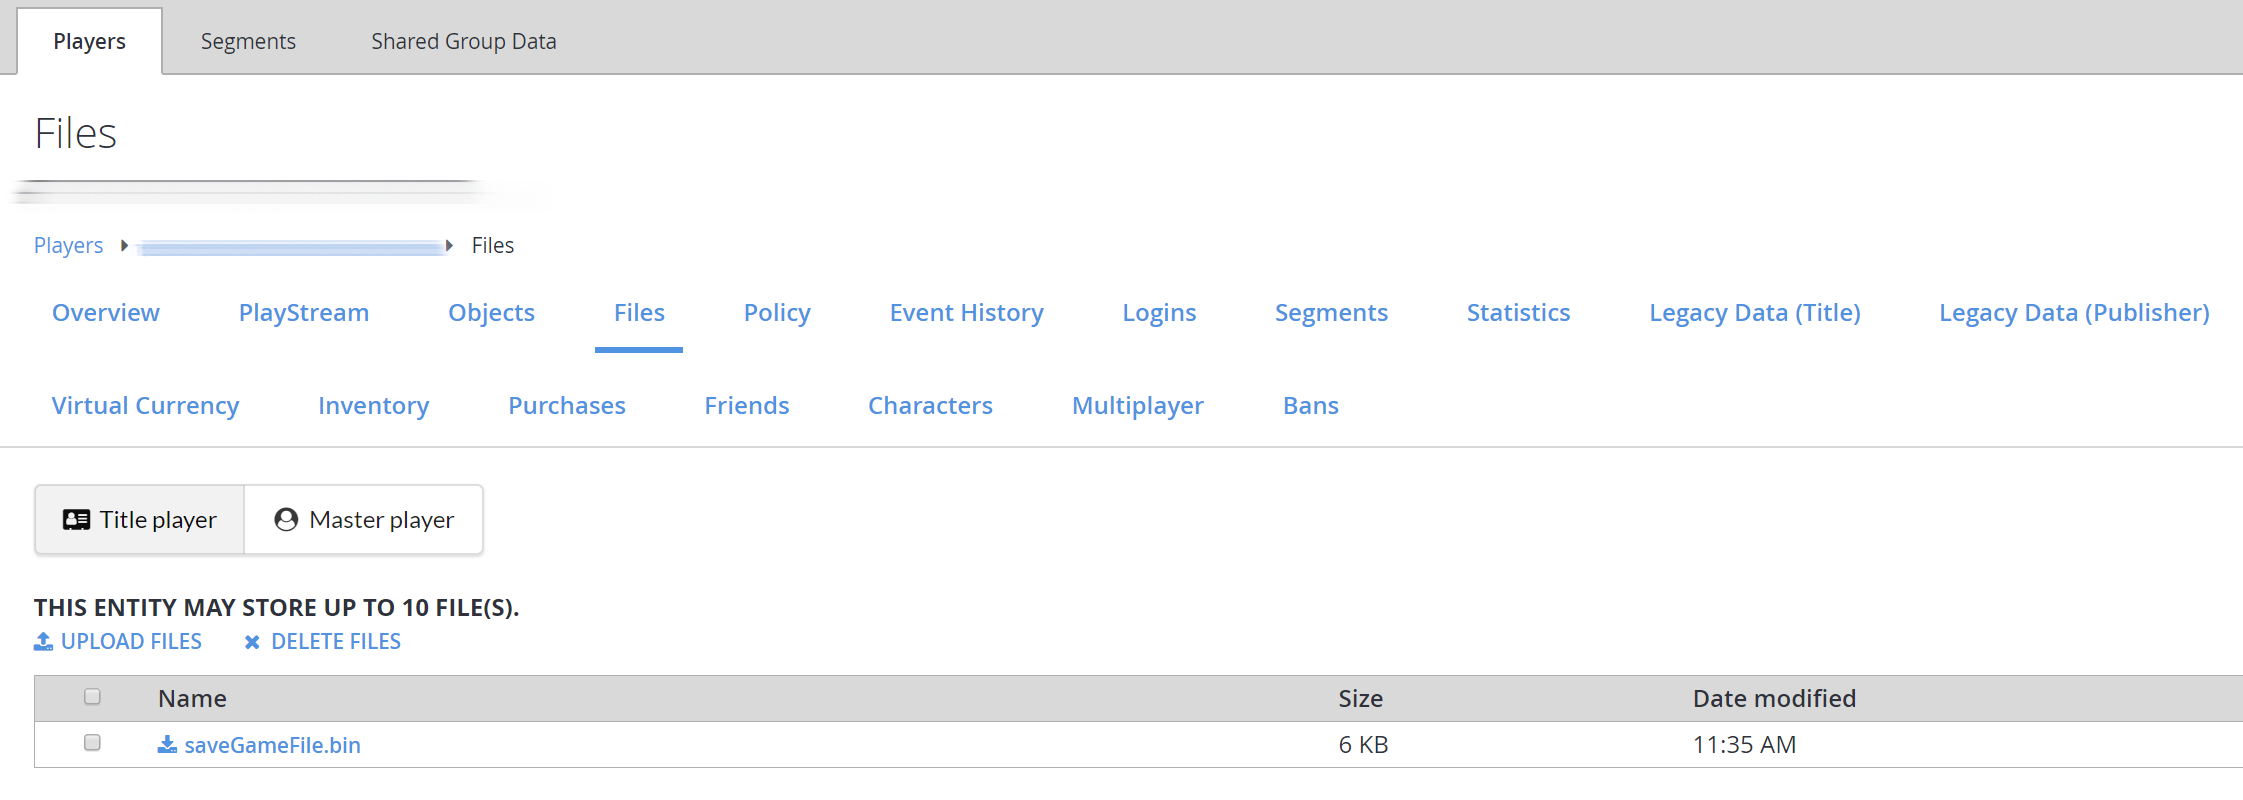 Players Segments Shared Group Data
Files
Players Files
Overview PlayStream Objects Files Policy Event History Logins Segments Statistics Legacy Data (Title) Legacy Data (Publisher)
Virtual Currency Inventory Purchases Friends Characters Multiplayer Bans
Title player Master player
THIS ENTITY MAY STORE UP TO 10 FILE(S).
UPLOAD FILES DELETE FILES
Name Size Date modified
saveGameFile.bin 6 KB 11:35 AM